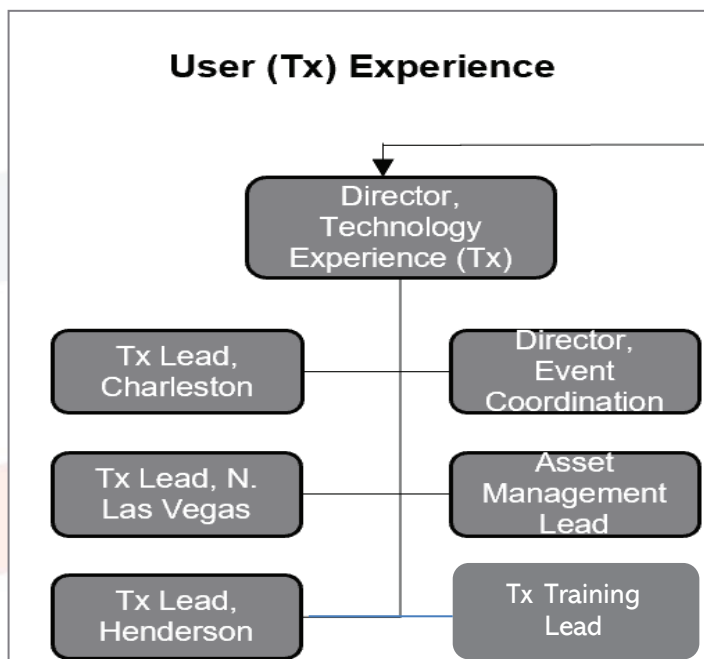 User (Tx) Experience
Director,
Technology
Experience (Tx)
Tx Lead,
Charleston
Director,
Event
Coordination
Tx Lead, N.
Las Vegas
Asset
Management
Lead
Tx Lead,
Henderson
Tx Training
Lead